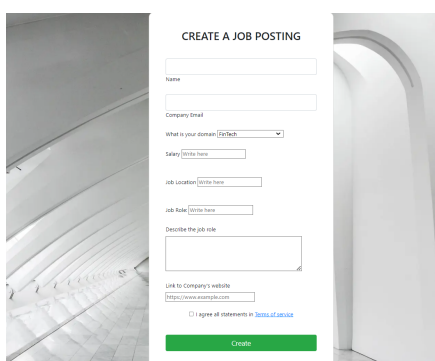 CREATE A JOB POSTING
Name
Company Email
What is your domain FinTech
Salary Write here
Job Location Write here
Job Role: Write here
Describe the job role
Link to Company's website
https://www.example.com
I agree all statements in Terms of service
Create